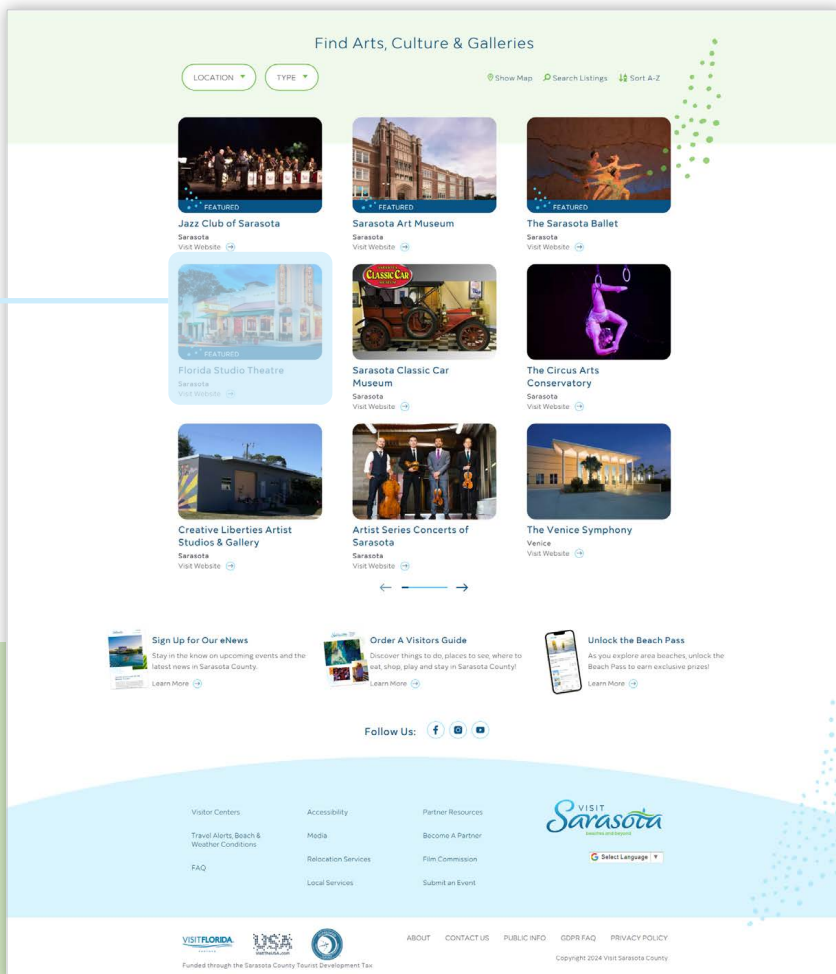 Find Arts, Culture & Galleries
LOCATION
TYPE
Show Map
Search Listings
Sort A-Z
FEATURED
FEATURED
FEATURED
Jazz Club of Sarasota
Sarasota
Visit Website
Sarasota Art Museum
Sarasota
Visit Website
The Sarasota Ballet
Sarasota
Visit Website
FEATURED
Florida Studio Theatre
Sarasota
Visit Website
CLASSIC CAR
Sarasota Classic Car
Museum
Sarasota
Visit Website
The Circus Arts
Conservatory
Sarasota
Visit Website
Creative Liberties Artist
Studios & Gallery
Sarasota
Visit Website
Artist Series Concerts of
Sarasota
Sarasota
Visit Website
The Venice Symphony
Venice
Visit Website
Sign Up for Our eNews
Stay in the know on upcoming events and the
latest news in Sarasota County.
Learn More
Order A Visitors Guide
Discover things to do, places to see, where to
eat, shop, play and stay in Sarasota County!
Learn More
Unlock the Beach Pass
As you explore area beaches, unlock the
Beach Pass to earn exclusive prizes!
Learn More
Follow Us:
Visitor Centers
Travel Alerts, Beach &
Weather Conditions
FAQ
Accessibility
Media
Relocation Services
Local Services
Partner Resources
Become A Partner
Film Commission
Submit an Event
VISIT
Sarasota
Select Language
VISITFLORIDA.
USA
ABOUT
CONTACT US
PUBLIC INFO
GDPR FAQ
PRIVACY POLICY
Funded through the Sarasota County Tourist Development Tax
Copyright 2024 Visit Sarasota County